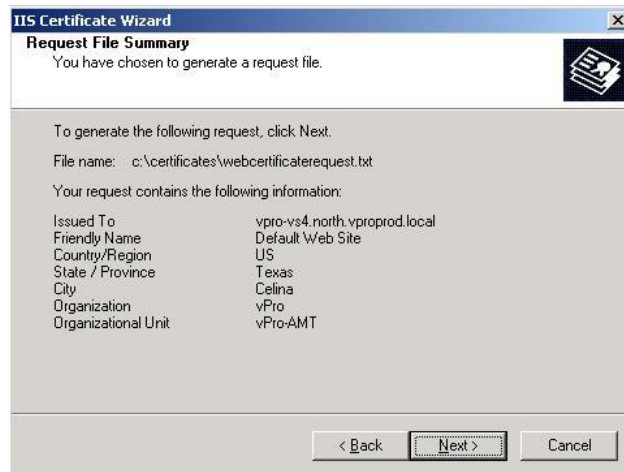 IIS Certificate Wizard
Request File Summary
You have chosen to generate a request file.
To generate the following request, click Next.
File name: c:\certificates\webcertificaterequest.txt
Your request contains the following information:
Issued To vpro-vs4.north.vproprod.local
Friendly Name Default Web Site
Country/Region US
State / Province Texas
City Celina
Organization vPro
Organizational Unit vPro-AMT
< Back Next > Cancel